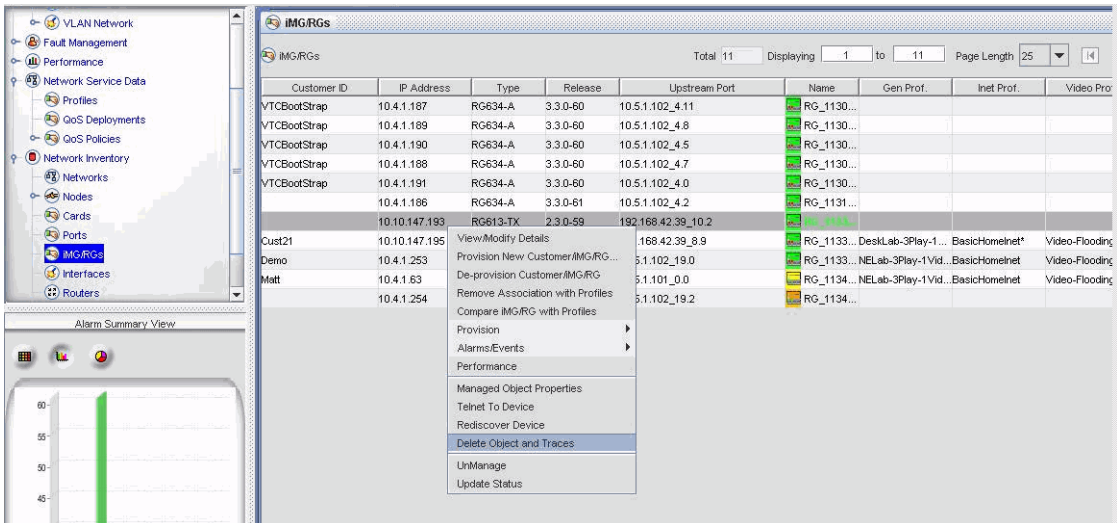 VLAN Network
Fault Management
Performance
Network Service Data
Profiles
QoS Deployments
QoS Policies
Network Inventory
Networks
Nodes
Cards
Ports
iMG/RGs
Interfaces
Routers
Alarm Summary View
60
55
50
45
iMG/RGs
iMG/RGs Total 11 Displaying 1 to 11 Page Length 25
Customer ID IP Address Type Release Upstream Port Name Gen Prof. Inet Prof. Video Pro
VTCBootStrap 10.4.1.187 RG634-A 3.3.0-60 10.5.1.102_4.11 RG_1130...
VTCBootStrap 10.4.1.189 RG634-A 3.3.0-60 10.5.1.102_4.8 RG_1130...
VTCBootStrap 10.4.1.190 RG634-A 3.3.0-60 10.5.1.102_4.5 RG_1130...
VTCBootStrap 10.4.1.188 RG634-A 3.3.0-60 10.5.1.102_4.7 RG_1130...
VTCBootStrap 10.4.1.191 RG634-A 3.3.0-60 10.5.1.102_4.0 RG_1130...
10.4.1.186 RG634-A 3.3.0-61 10.5.1.102_4.2 RG_1131...
10.10.147.193 RG613-TX 2.3.0-59 192.168.42.39_10.2
Cust21 10.10.147.195 .168.42.39_8.9 RG_1133... DeskLab-3Play-1... BasicHomeInet* Video-Flooding
Demo 10.4.1.253 5.1.102_19.0 RG_1133... NELab-3Play-1Vid... BasicHomeInet Video-Flooding
Matt 10.4.1.63 5.1.101_0.0 RG_1134... NELab-3Play-1Vid... BasicHomeInet Video-Flooding
10.4.1.254 5.1.102_19.2 RG_1134...
View/Modify Details
Provision New Customer/iMG/RG...
De-provision Customer/iMG/RG
Remove Association with Profiles
Compare iMG/RG with Profiles
Provision
Alarms/Events
Performance
Managed Object Properties
Telnet To Device
Rediscover Device
Delete Object and Traces
UnManage
Update Status